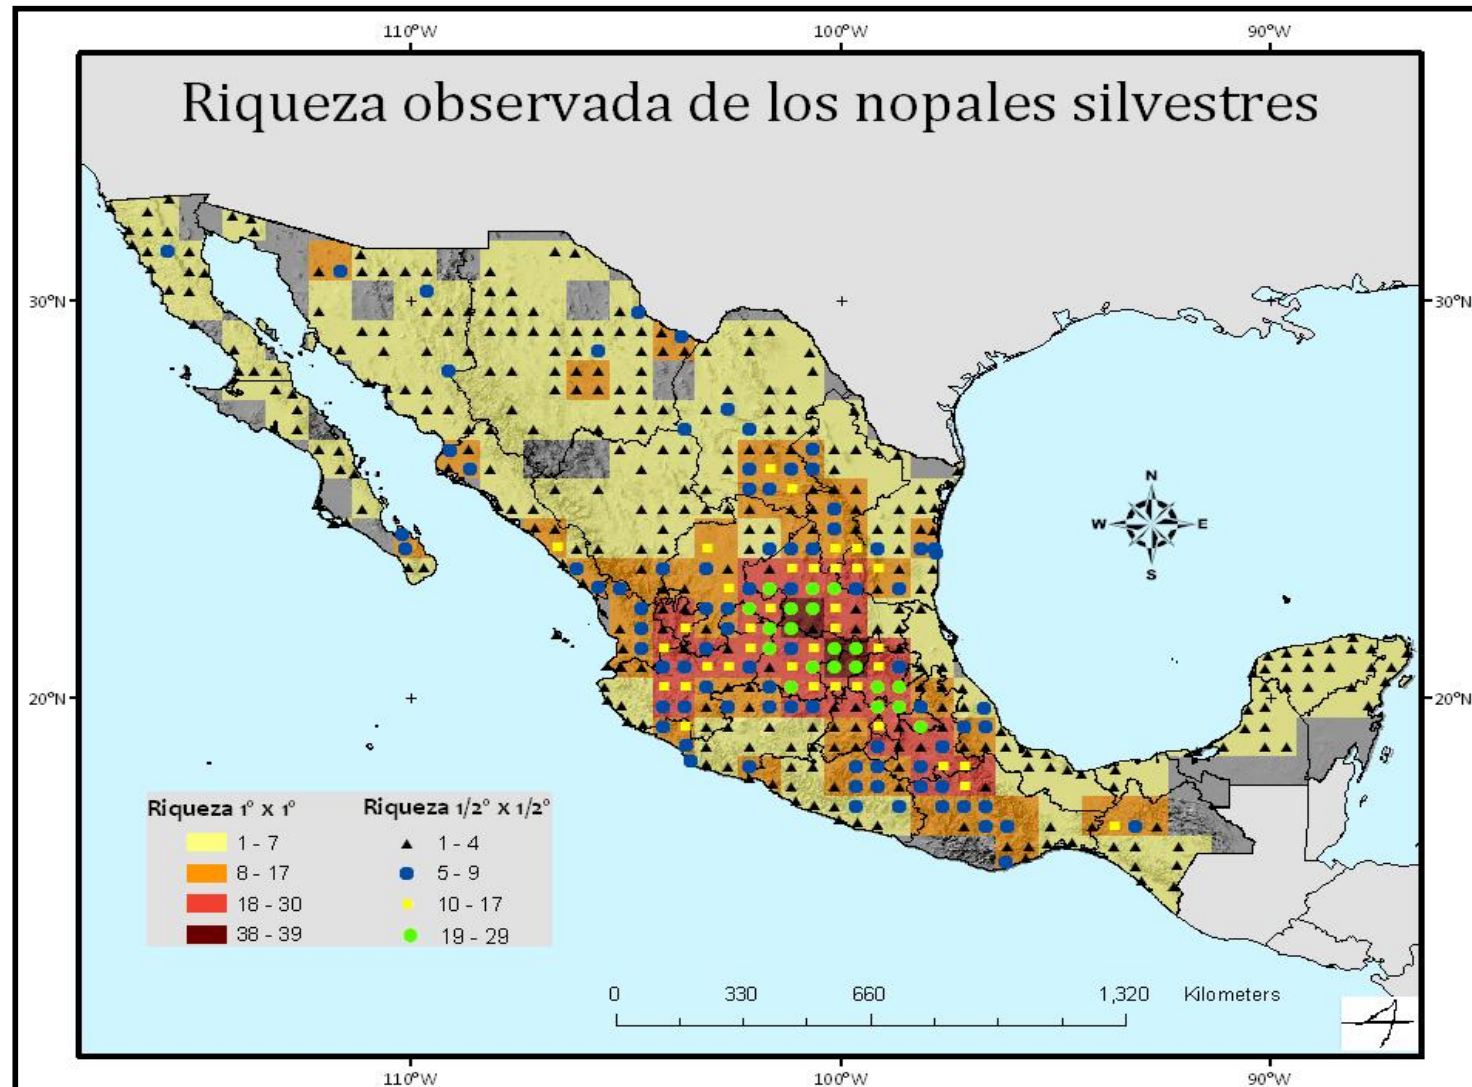 110°W 100°W 90°W
Riqueza observada de los nopales silvestres
30°N 30°N
N
W E
S
20°N 20°N
Riqueza 1° x 1° Riqueza 1/2° x 1/2°
1 - 7 1 - 4
8 - 17 5 - 9
18 - 30 10 - 17
38 - 39 19 - 29
0 330 660 1,320 Kilometers
110°W 100°W 90°W